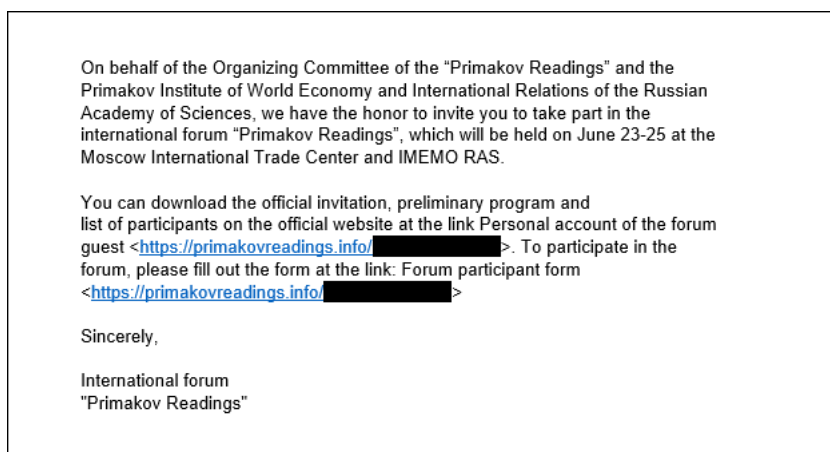 On behalf of the Organizing Committee of the “Primakov Readings” and the
Primakov Institute of World Economy and International Relations of the Russian
Academy of Sciences, we have the honor to invite you to take part in the
international forum “Primakov Readings”, which will be held on June 23-25 at the
Moscow International Trade Center and IMEMO RAS.
You can download the official invitation, preliminary program and
list of participants on the official website at the link Personal account of the forum
guest <https://primakovreadings.info/ >. To participate in the
forum, please fill out the form at the link: Forum participant form
<https://primakovreadings.info/ >
Sincerely,
International forum
"Primakov Readings"